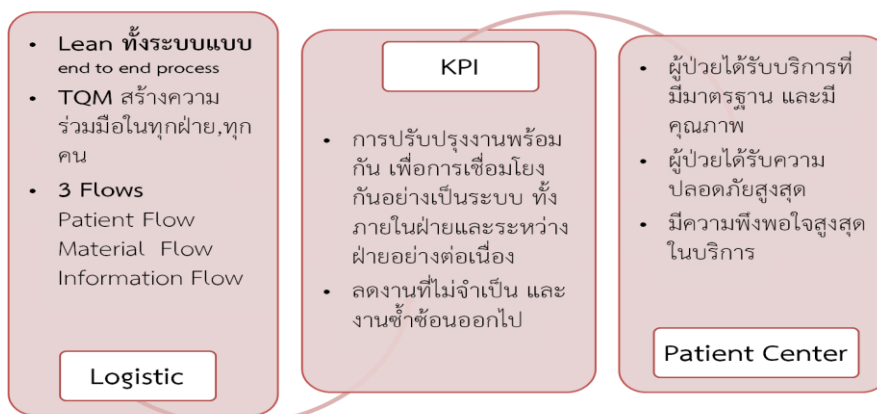 • Lean ทั้งระบบแบบ
end to end process
• TQM สร้างความ
ร่วมมือในทุกฝ่าย,ทุก
คน
• 3 Flows
Patient Flow
Material Flow
Information Flow
Logistic
KPI
• การปรับปรุงงานพร้อม
กัน เพื่อการเชื่อมโยง
กันอย่างเป็นระบบ ทั้ง
ภายในฝ่ายและระหว่าง
ฝ่ายอย่างต่อเนื่อง
• ลดงานที่ไม่จำเป็น และ
งานซ้ำซ้อนออกไป
• ผู้ป่วยได้รับบริการที่
มีมาตรฐาน และมี
คุณภาพ
• ผู้ป่วยได้รับความ
ปลอดภัยสูงสุด
• มีความพึงพอใจสูงสุด
ในบริการ
Patient Center